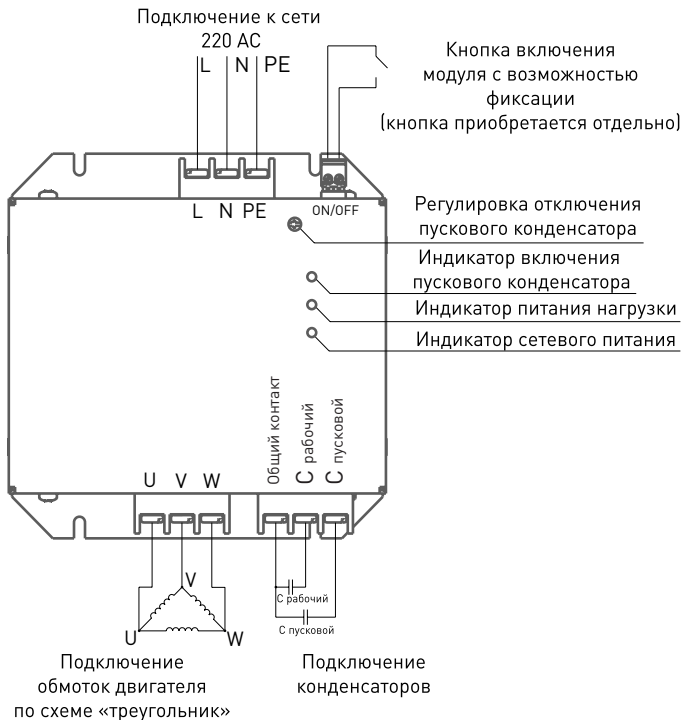 Подключение к сети
220 AC
L N PE
Кнопка включения
модуля с возможностью
фиксации
(кнопка приобретается отдельно)
L N PE
ON/OFF
Регулировка отключения
пускового конденсатора
Индикатор включения
пускового конденсатора
Индикатор питания нагрузки
Индикатор сетевого питания
Общий контакт
С рабочий
С пусковой
U V W
V
U
W
С рабочий
С пусковой
Подключение
обмоток двигателя
по схеме «треугольник»
Подключение
конденсаторов